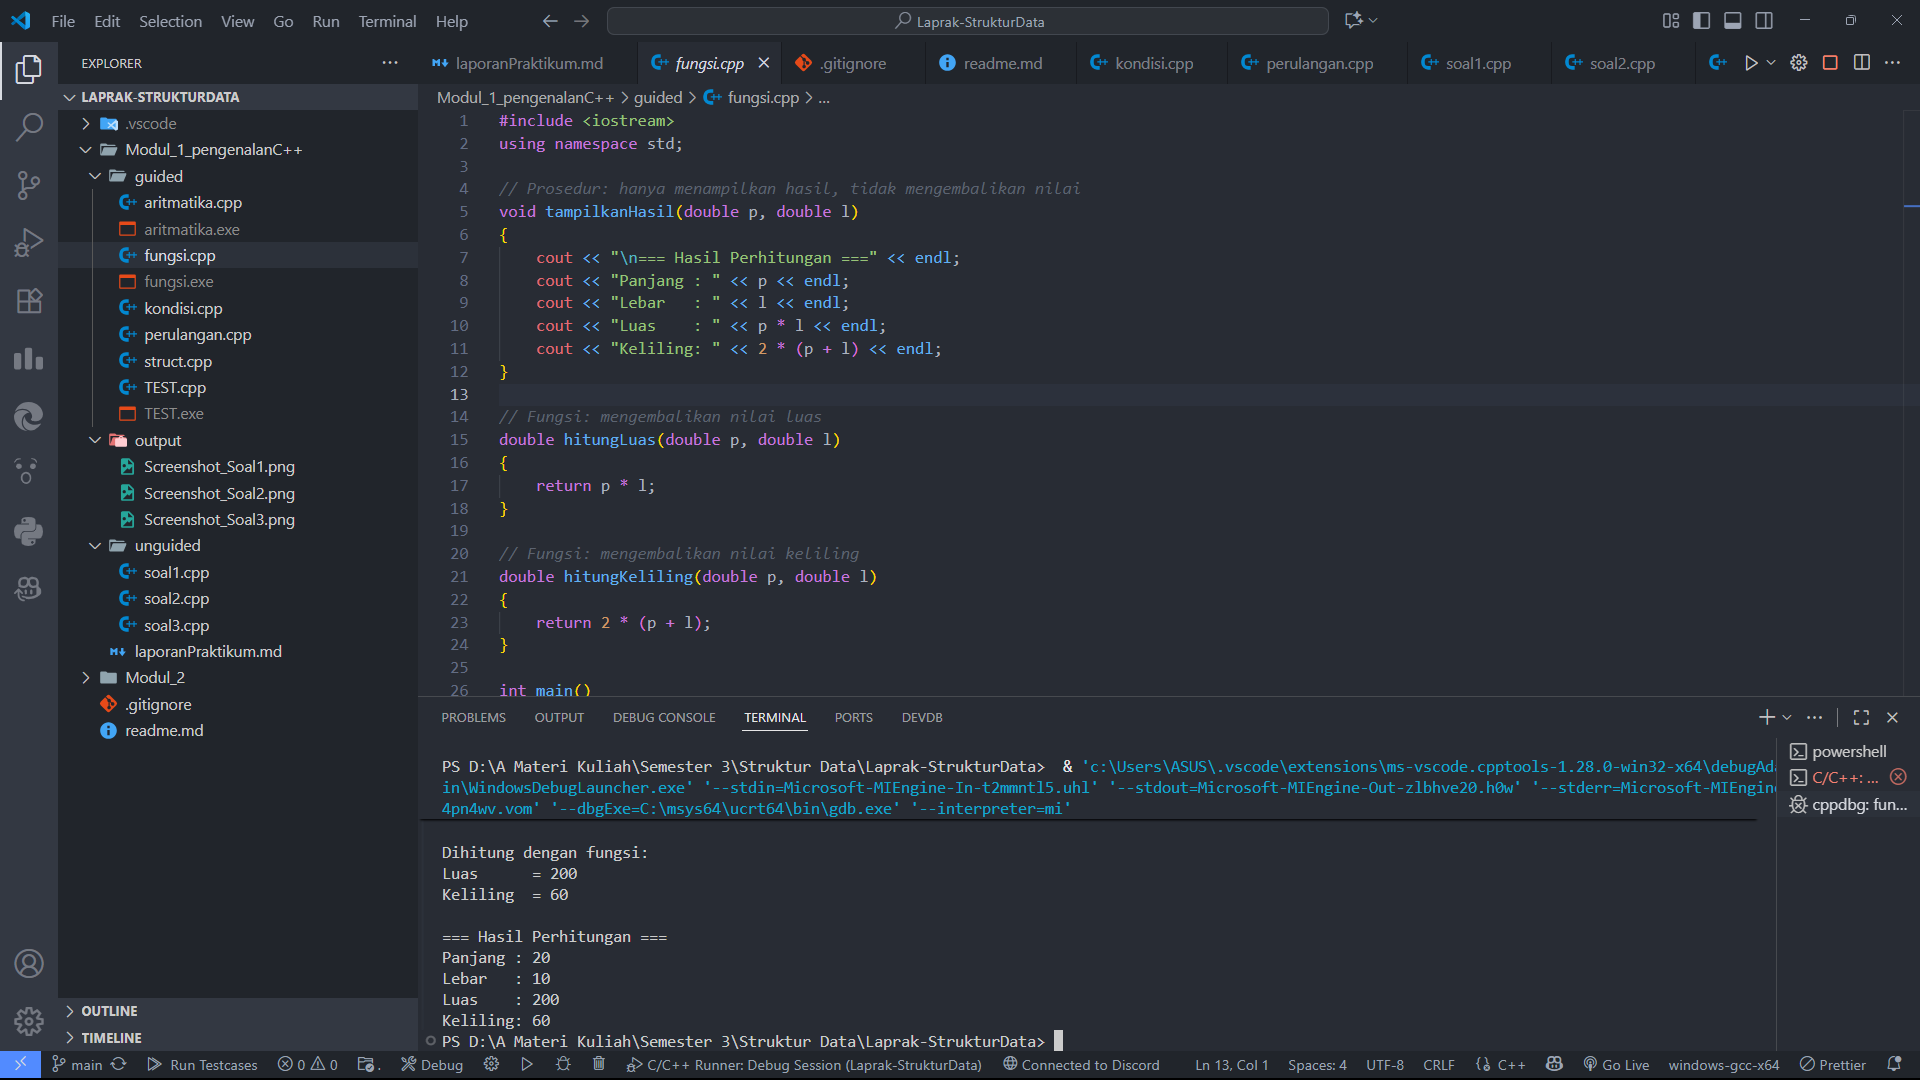 File Edit Selection View Go Run Terminal Help
Laprak-StrukturData
EXPLORER
laporanPraktikum.md
fungsi.cpp
.gitignore
readme.md
kondisi.cpp
perulangan.cpp
soal1.cpp
soal2.cpp
LAPRAK-STRUKTURDATA
.vscode
Modul_1_pengenalanC++
guided
aritmatika.cpp
aritmatika.exe
fungsi.cpp
fungsi.exe
kondisi.cpp
perulangan.cpp
struct.cpp
TEST.cpp
TEST.exe
output
Screenshot_Soal1.png
Screenshot_Soal2.png
Screenshot_Soal3.png
unguided
soal1.cpp
soal2.cpp
soal3.cpp
laporanPraktikum.md
Modul_2
.gitignore
readme.md
OUTLINE
TIMELINE
Modul_1_pengenalanC++ > guided > fungsi.cpp > ...
1 #include <iostream>
2 using namespace std;
3
4 // Prosedur: hanya menampilkan hasil, tidak mengembalikan nilai
5 void tampilkanHasil(double p, double l)
6 {
7 cout << "\n=== Hasil Perhitungan ===" << endl;
8 cout << "Panjang : " << p << endl;
9 cout << "Lebar   : " << l << endl;
10 cout << "Luas    : " << p * l << endl;
11 cout << "Keliling: " << 2 * (p + l) << endl;
12 }
13
14 // Fungsi: mengembalikan nilai luas
15 double hitungLuas(double p, double l)
16 {
17 return p * l;
18 }
19
20 // Fungsi: mengembalikan nilai keliling
21 double hitungKeliling(double p, double l)
22 {
23 return 2 * (p + l);
24 }
25
26 int main()
PROBLEMS OUTPUT DEBUG CONSOLE TERMINAL PORTS DEVDB
PS D:\A Materi Kuliah\Semester 3\Struktur Data\Laprak-StrukturData>  & 'c:\Users\ASUS\.vscode\extensions\ms-vscode.cpptools-1.28.0-win32-x64\debugAda
in\WindowsDebugLauncher.exe' '--stdin=Microsoft-MIEngine-In-t2mmntl5.uhl' '--stdout=Microsoft-MIEngine-Out-zlbhve20.h0w' '--stderr=Microsoft-MIEngin
4pn4wv.vom' '--dbgExe=C:\msys64\ucrt64\bin\gdb.exe' '--interpreter=mi'
Dihitung dengan fungsi:
Luas      = 200
Keliling  = 60
=== Hasil Perhitungan ===
Panjang : 20
Lebar   : 10
Luas    : 200
Keliling: 60
PS D:\A Materi Kuliah\Semester 3\Struktur Data\Laprak-StrukturData>
powershell
C/C++: ...
cppdbg: fun...
main Run Testcases 0 0 . Debug C/C++ Runner: Debug Session (Laprak-StrukturData) Connected to Discord Ln 13, Col 1 Spaces: 4 UTF-8 CRLF {} C++ Go Live windows-gcc-x64 Prettier